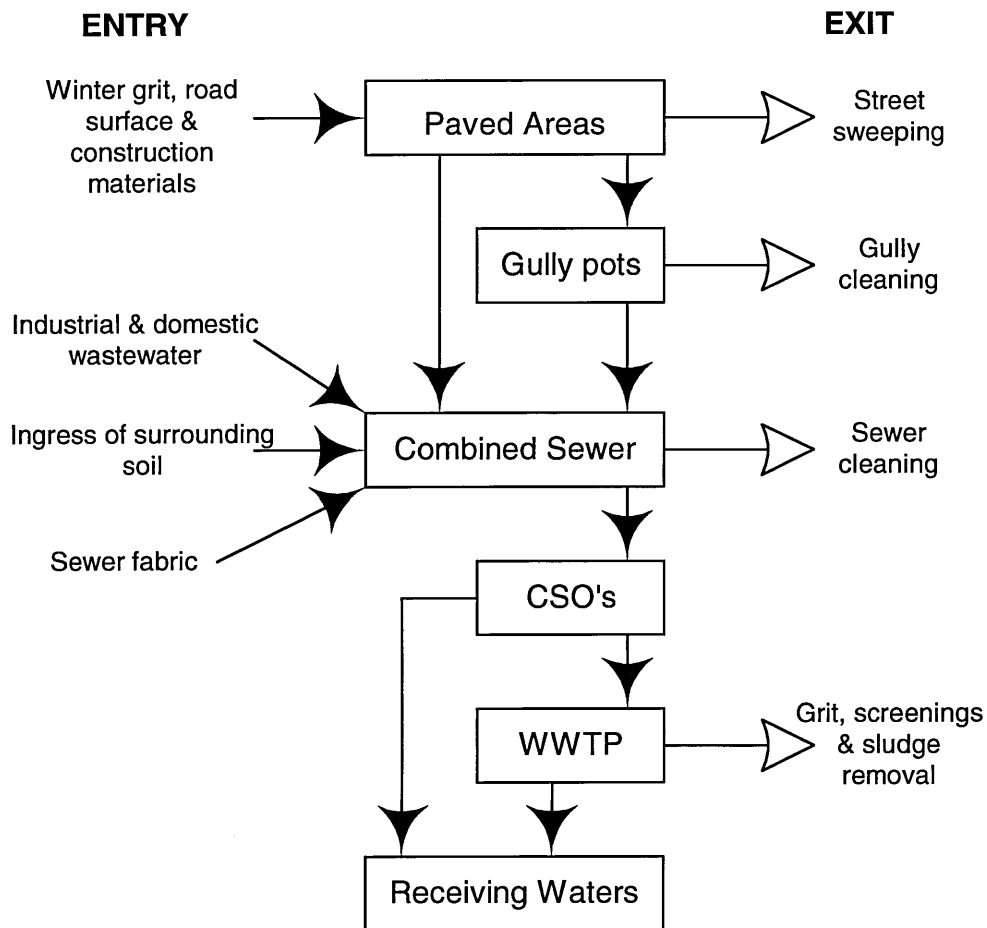 ENTRY
EXIT
Winter grit, road
surface &
construction
materials
Paved Areas
Street
sweeping
Gully pots
Gully
cleaning
Industrial & domestic
wastewater
Ingress of surrounding
soil
Combined Sewer
Sewer
cleaning
Sewer fabric
CSO's
WWTP
Grit, screenings
& sludge
removal
Receiving Waters